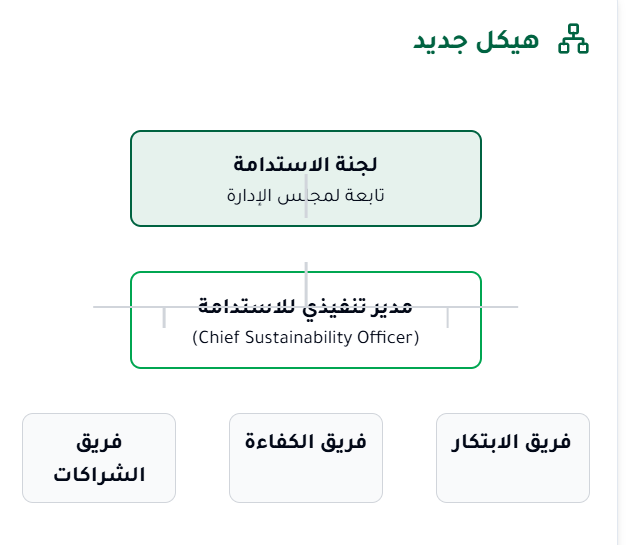 هيكل جديد
لجنة الاستدامة
تابعة لمجلس الإدارة
مدير تنفيذي للاستدامة
(Chief Sustainability Officer)
فريق الابتكار
فريق الكفاءة
فريق
الشراكات